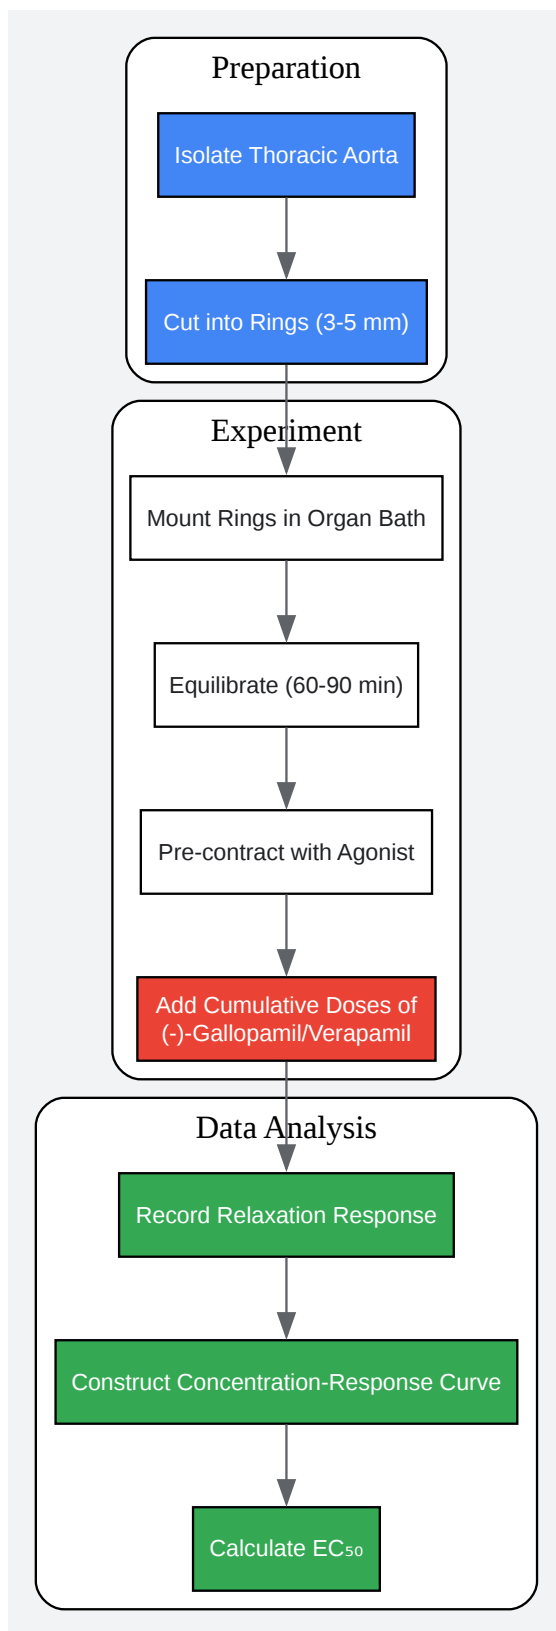 Preparation
Isolate Thoracic Aorta
Cut into Rings (3-5 mm)
Experiment
Mount Rings in Organ Bath
Equilibrate (60-90 min)
Pre-contract with Agonist
Add Cumulative Doses of
(-)-Gallopamil/Verapamil
Data Analysis
Record Relaxation Response
Construct Concentration-Response Curve
Calculate EC₅₀